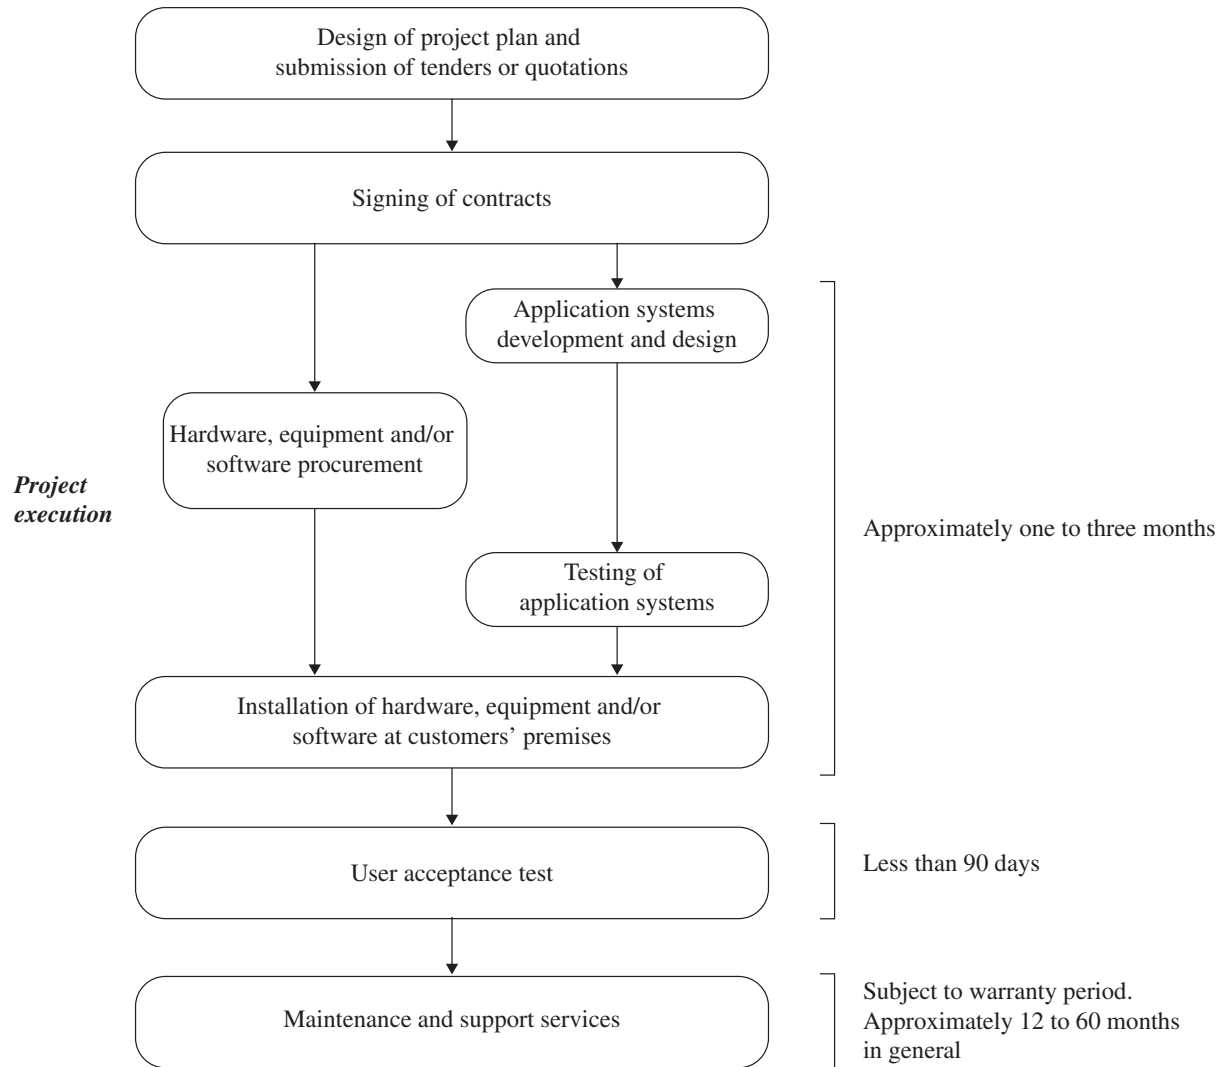 Design of project plan and
submission of tenders or quotations
Signing of contracts
Application systems
development and design
Hardware, equipment and/or
software procurement
Project
execution
Approximately one to three months
Testing of
application systems
Installation of hardware, equipment and/or
software at customers’ premises
User acceptance test
Less than 90 days
Maintenance and support services
Subject to warranty period.
Approximately 12 to 60 months
in general